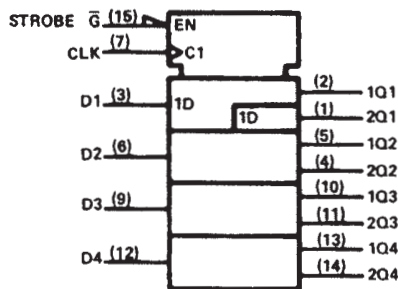 STROBE G̅ (15) EN
CLK (7) C1
D1 (3) 1D (2) 1Q1
1D (1) 2Q1
D2 (6) (5) 1Q2
(4) 2Q2
D3 (9) (10) 1Q3
(11) 2Q3
D4 (12) (13) 1Q4
(14) 2Q4